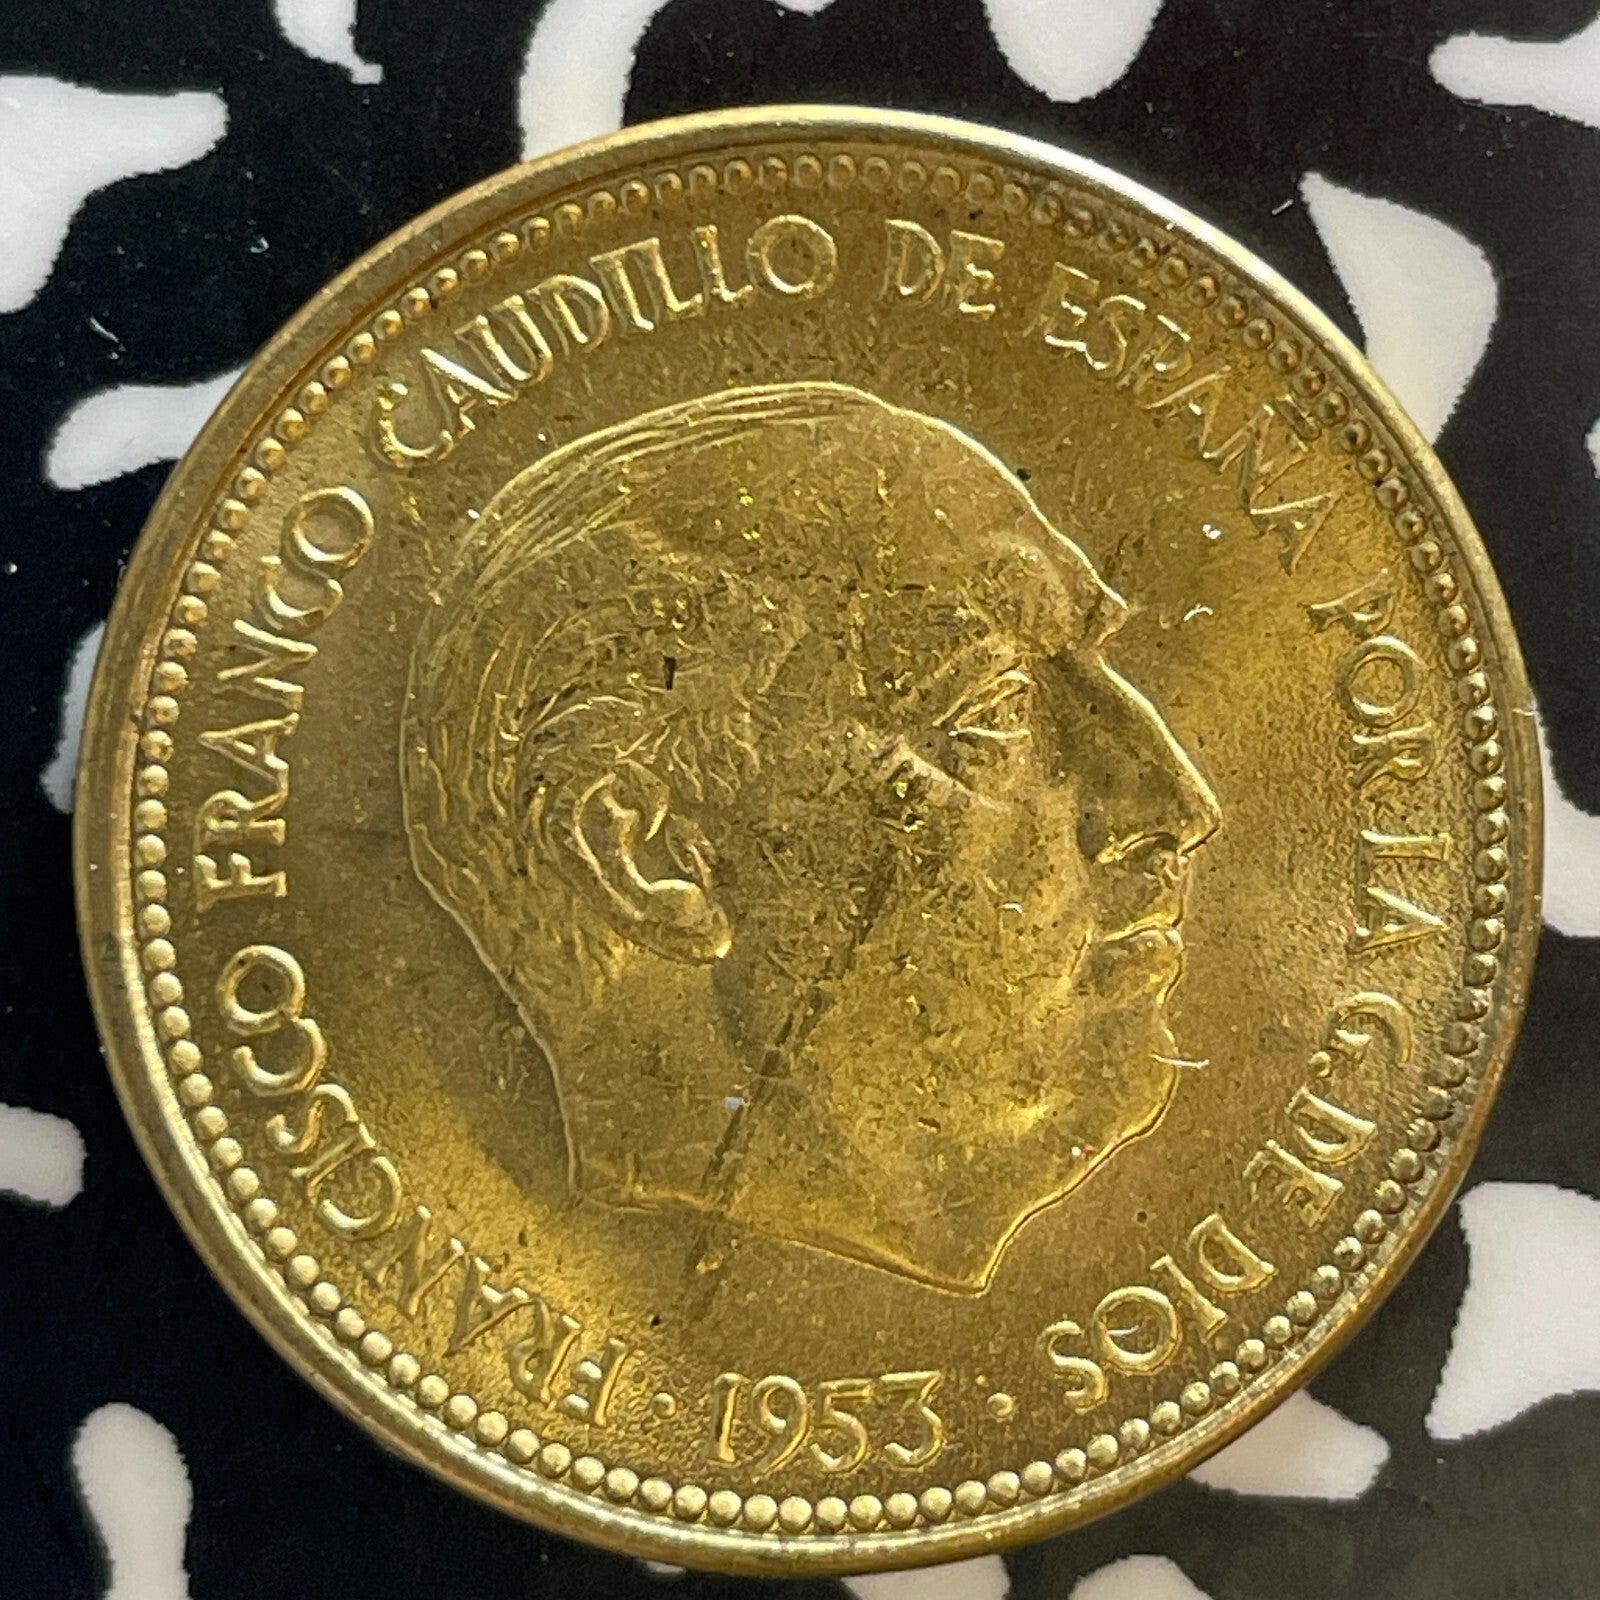 FRANCISCO FRANCO CAUDILLO DE ESPAÑA POR LA G. DE DIOS
· 1953 ·